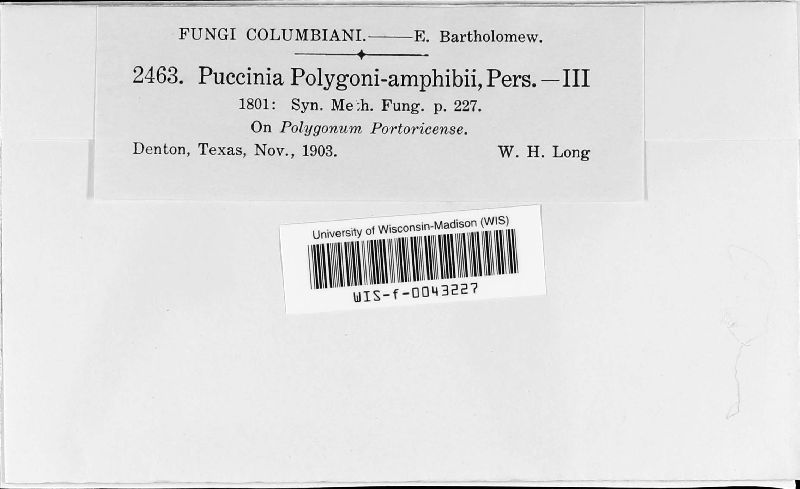 FUNGI COLUMBIANI.——E. Bartholomew.
2463. Puccinia Polygoni-amphibii, Pers. — III
1801: Syn. Meth. Fung. p. 227.
On Polygonum Portoricense.
Denton, Texas, Nov., 1903. W. H. Long
University of Wisconsin-Madison (WIS)
WIS-f-0043227